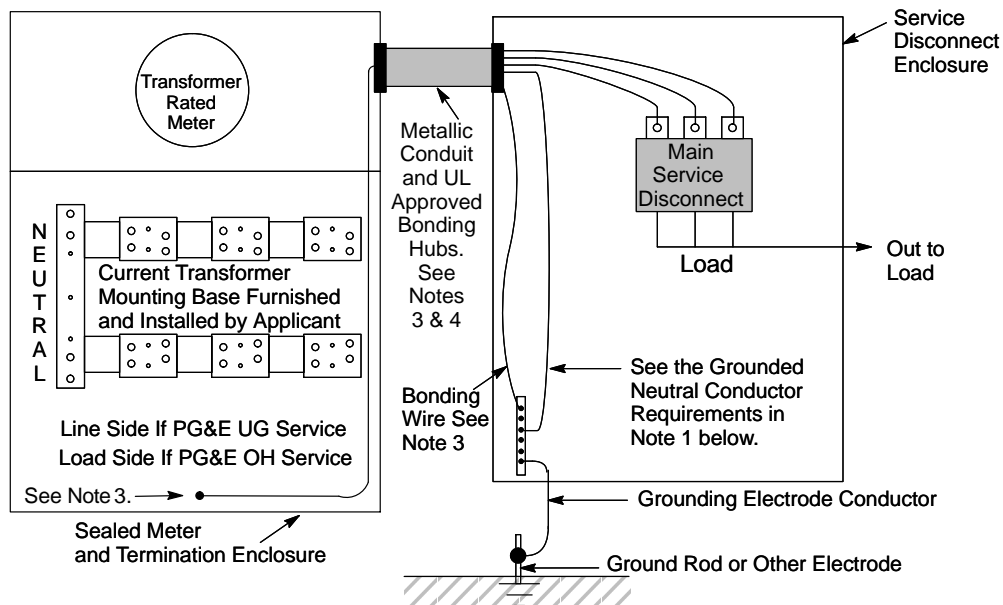 Transformer
Rated
Meter
NEUTRAL
Current Transformer
Mounting Base Furnished
and Installed by Applicant
Line Side If PG&E UG Service
Load Side If PG&E OH Service
See Note 3.
Sealed Meter
and Termination Enclosure
Metallic
Conduit
and UL
Approved
Bonding
Hubs.
See
Notes
3 & 4
Bonding
Wire See
Note 3
Service
Disconnect
Enclosure
Main
Service
Disconnect
Load
Out to
Load
See the Grounded
Neutral Conductor
Requirements in
Note 1 below.
Grounding Electrode Conductor
Ground Rod or Other Electrode